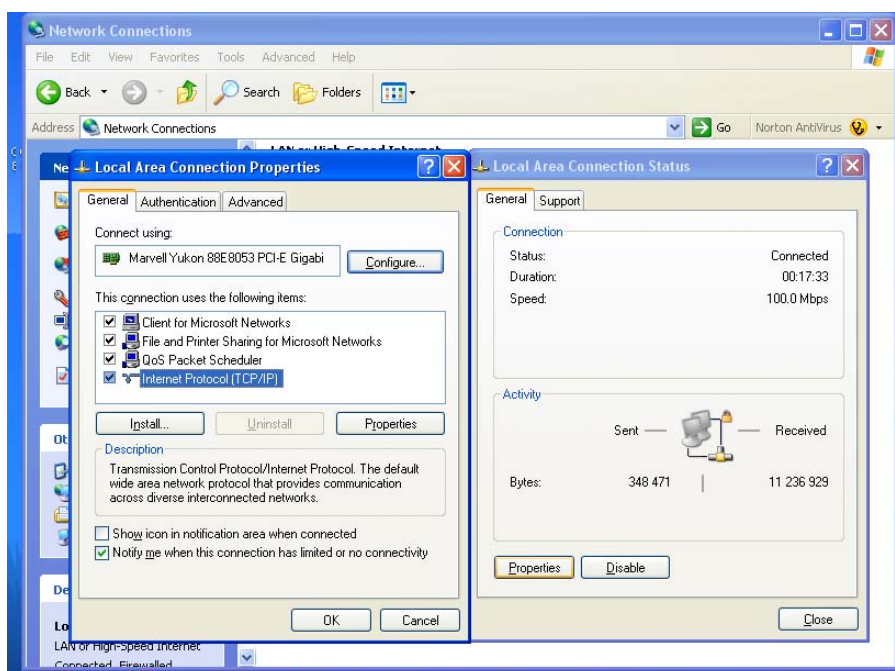 Network Connections
File Edit View Favorites Tools Advanced Help
Back Search Folders
Address Network Connections Go Norton AntiVirus
Local Area Connection Properties
General Authentication Advanced
Connect using:
Marvell Yukon 88E8053 PCI-E Gigabi Configure...
This connection uses the following items:
Client for Microsoft Networks
File and Printer Sharing for Microsoft Networks
QoS Packet Scheduler
Internet Protocol (TCP/IP)
Install... Uninstall Properties
Description
Transmission Control Protocol/Internet Protocol. The default
wide area network protocol that provides communication
across diverse interconnected networks.
Show icon in notification area when connected
Notify me when this connection has limited or no connectivity
OK Cancel
Local Area Connection Status
General Support
Connection
Status: Connected
Duration: 00:17:33
Speed: 100.0 Mbps
Activity
Sent — — Received
Bytes: 348 471 | 11 236 929
Properties Disable
Close
Ne
Ot
De
Lo
LAN or High-Speed Internet
Connected, Firewalled